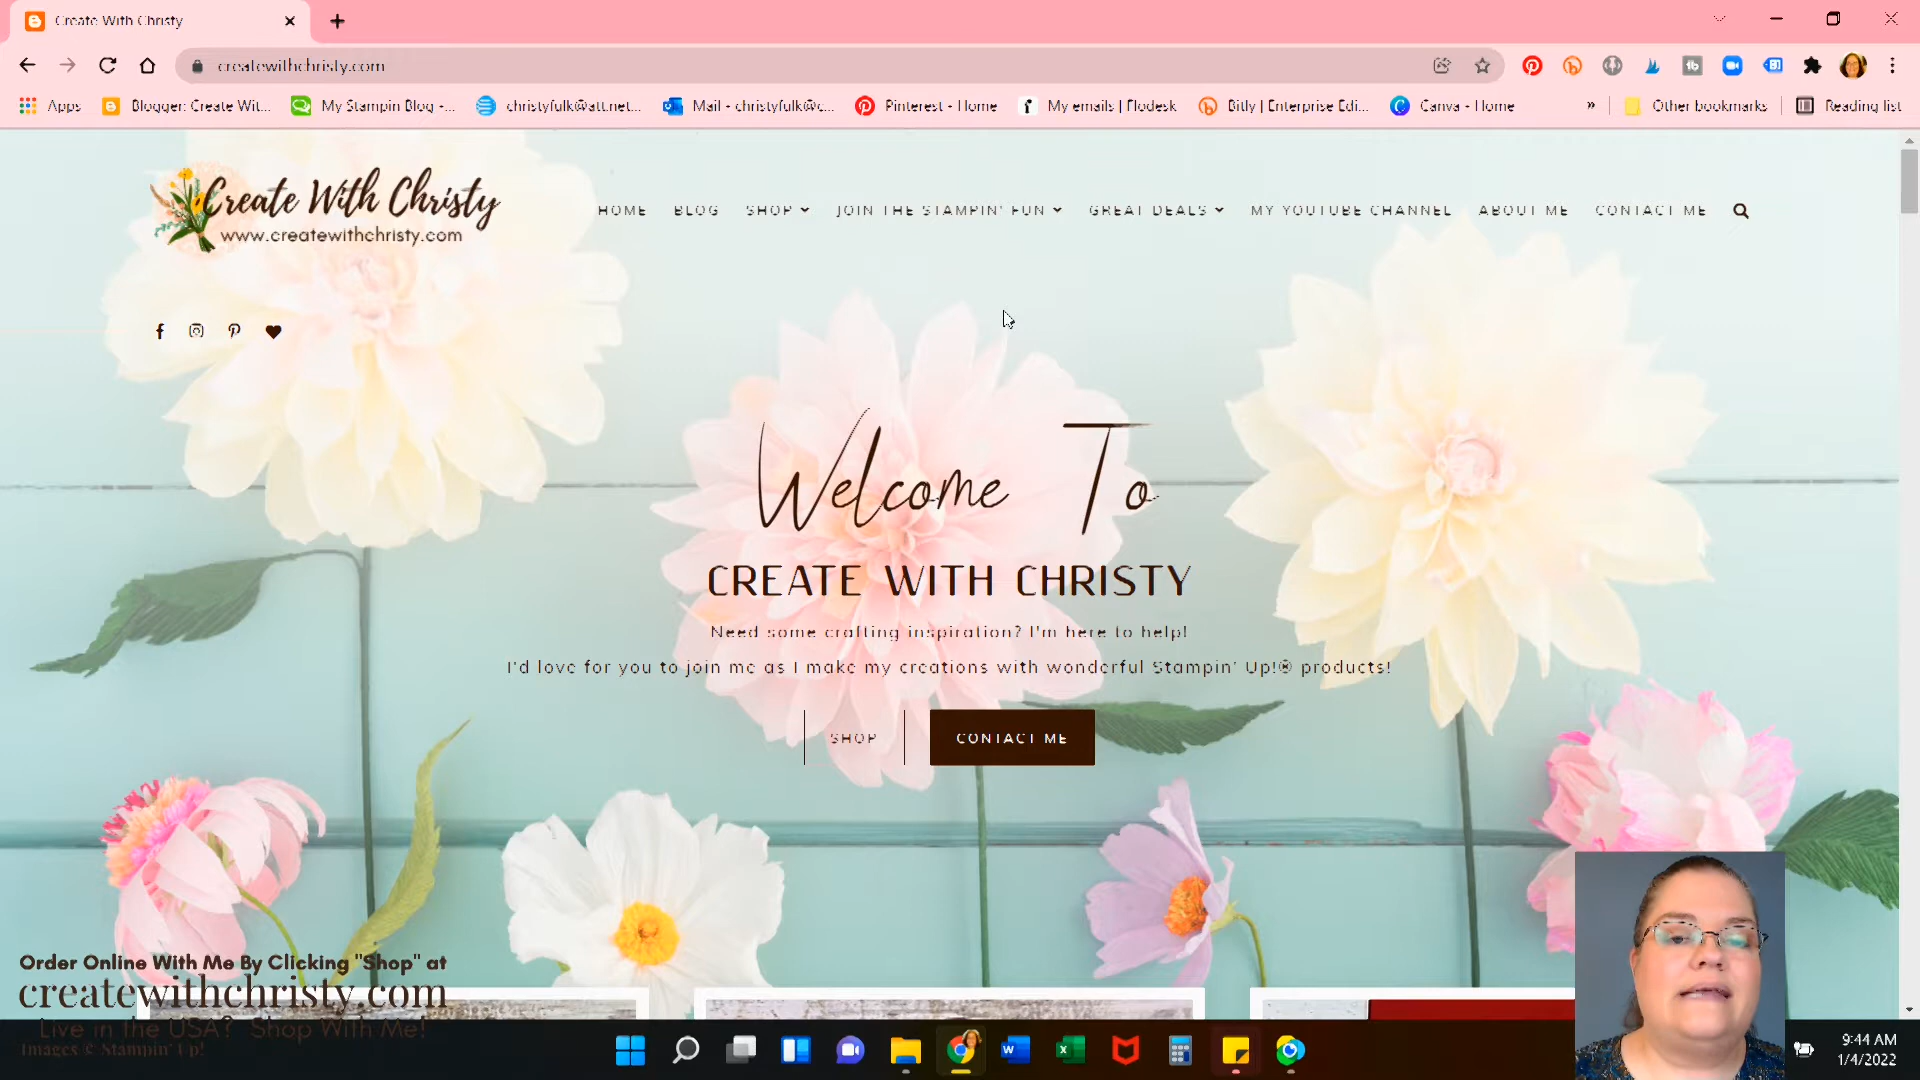 Create With Christy
createwithchristy.com
Apps
Blogger: Create Wit...
My Stampin Blog -...
christyfulk@att.net...
Mail - christyfulk@c...
Pinterest - Home
My emails | Flodesk
Bitly | Enterprise Edi...
Canva - Home
»
Other bookmarks
Reading list
Create With Christy
www.createwithchristy.com
HOME
BLOG
SHOP
JOIN THE STAMPIN' FUN
GREAT DEALS
MY YOUTUBE CHANNEL
ABOUT ME
CONTACT ME
Welcome To
CREATE WITH CHRISTY
Need some crafting inspiration? I'm here to help!
I'd love for you to join me as I make my creations with wonderful Stampin' Up!® products!
SHOP
CONTACT ME
Order Online With Me By Clicking "Shop" at
createwithchristy.com
Live in the USA? Shop With Me!
Images © Stampin' Up!
9:44 AM
1/4/2022